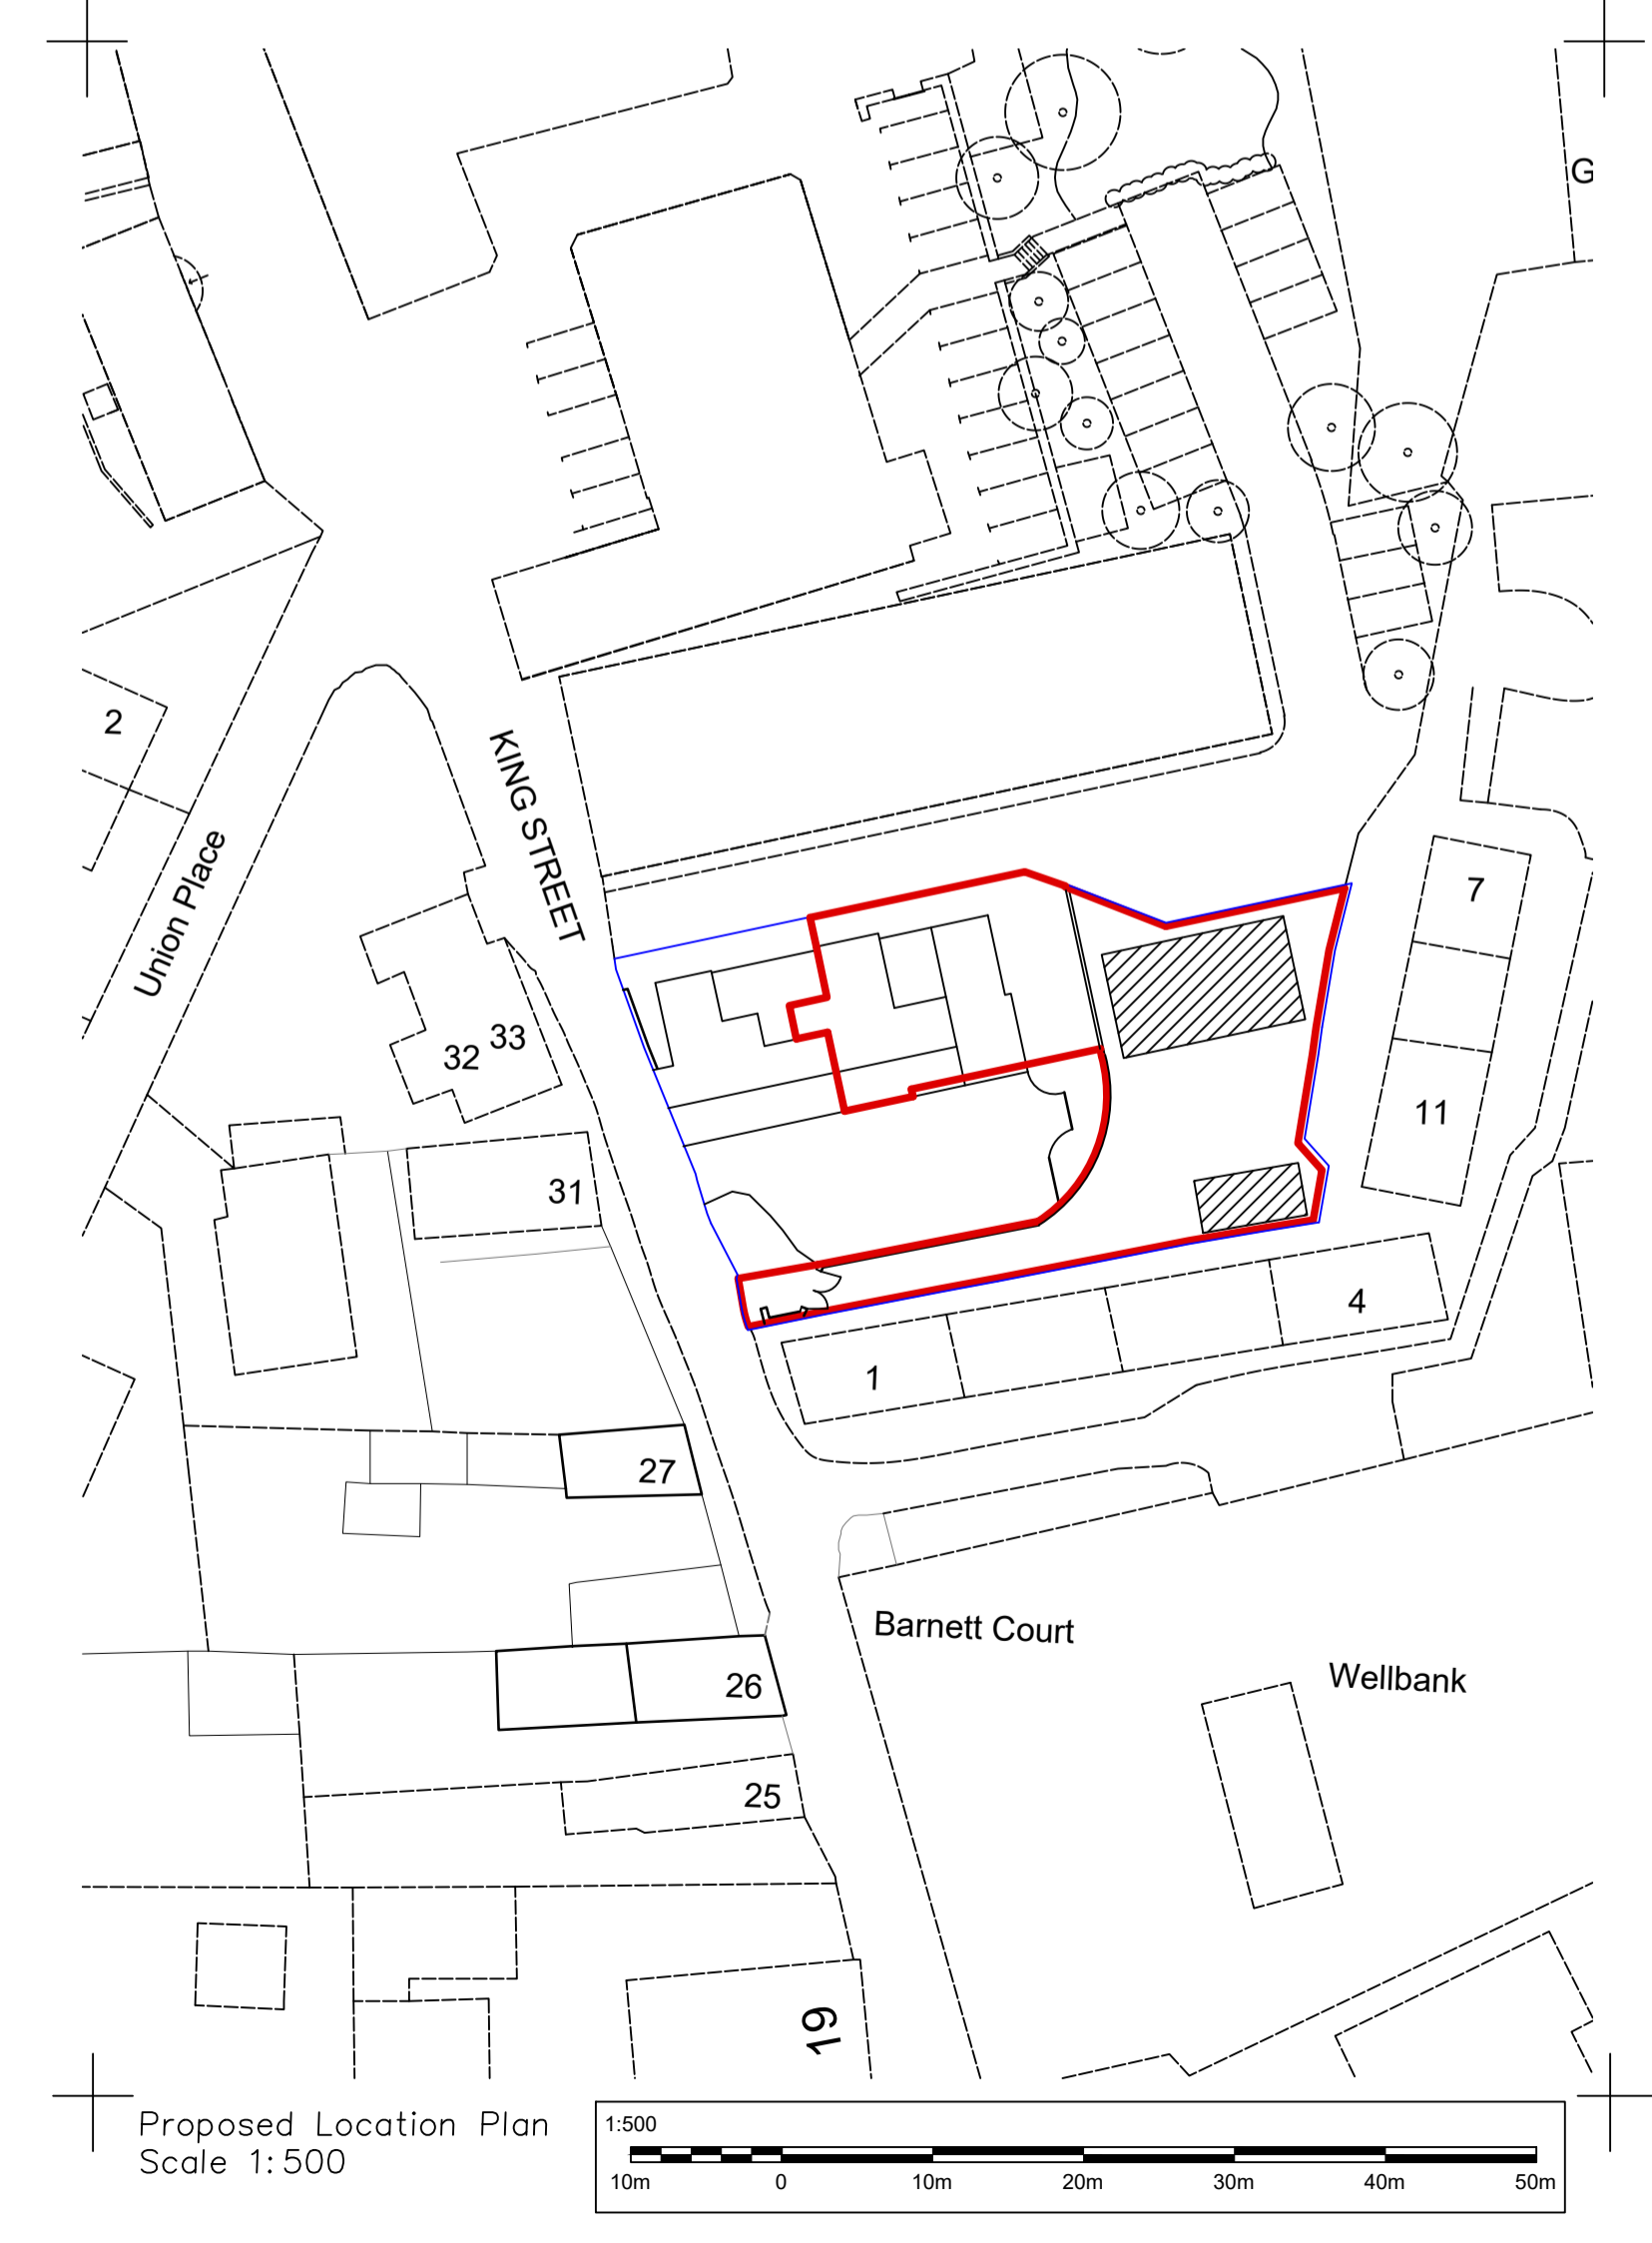 G
2
KING STREET
Union Place
7
33
32
11
31
4
1
27
Barnett Court
Wellbank
26
25
19
Proposed Location Plan
Scale 1:500
1:500
10m 0 10m 20m 30m 40m 50m